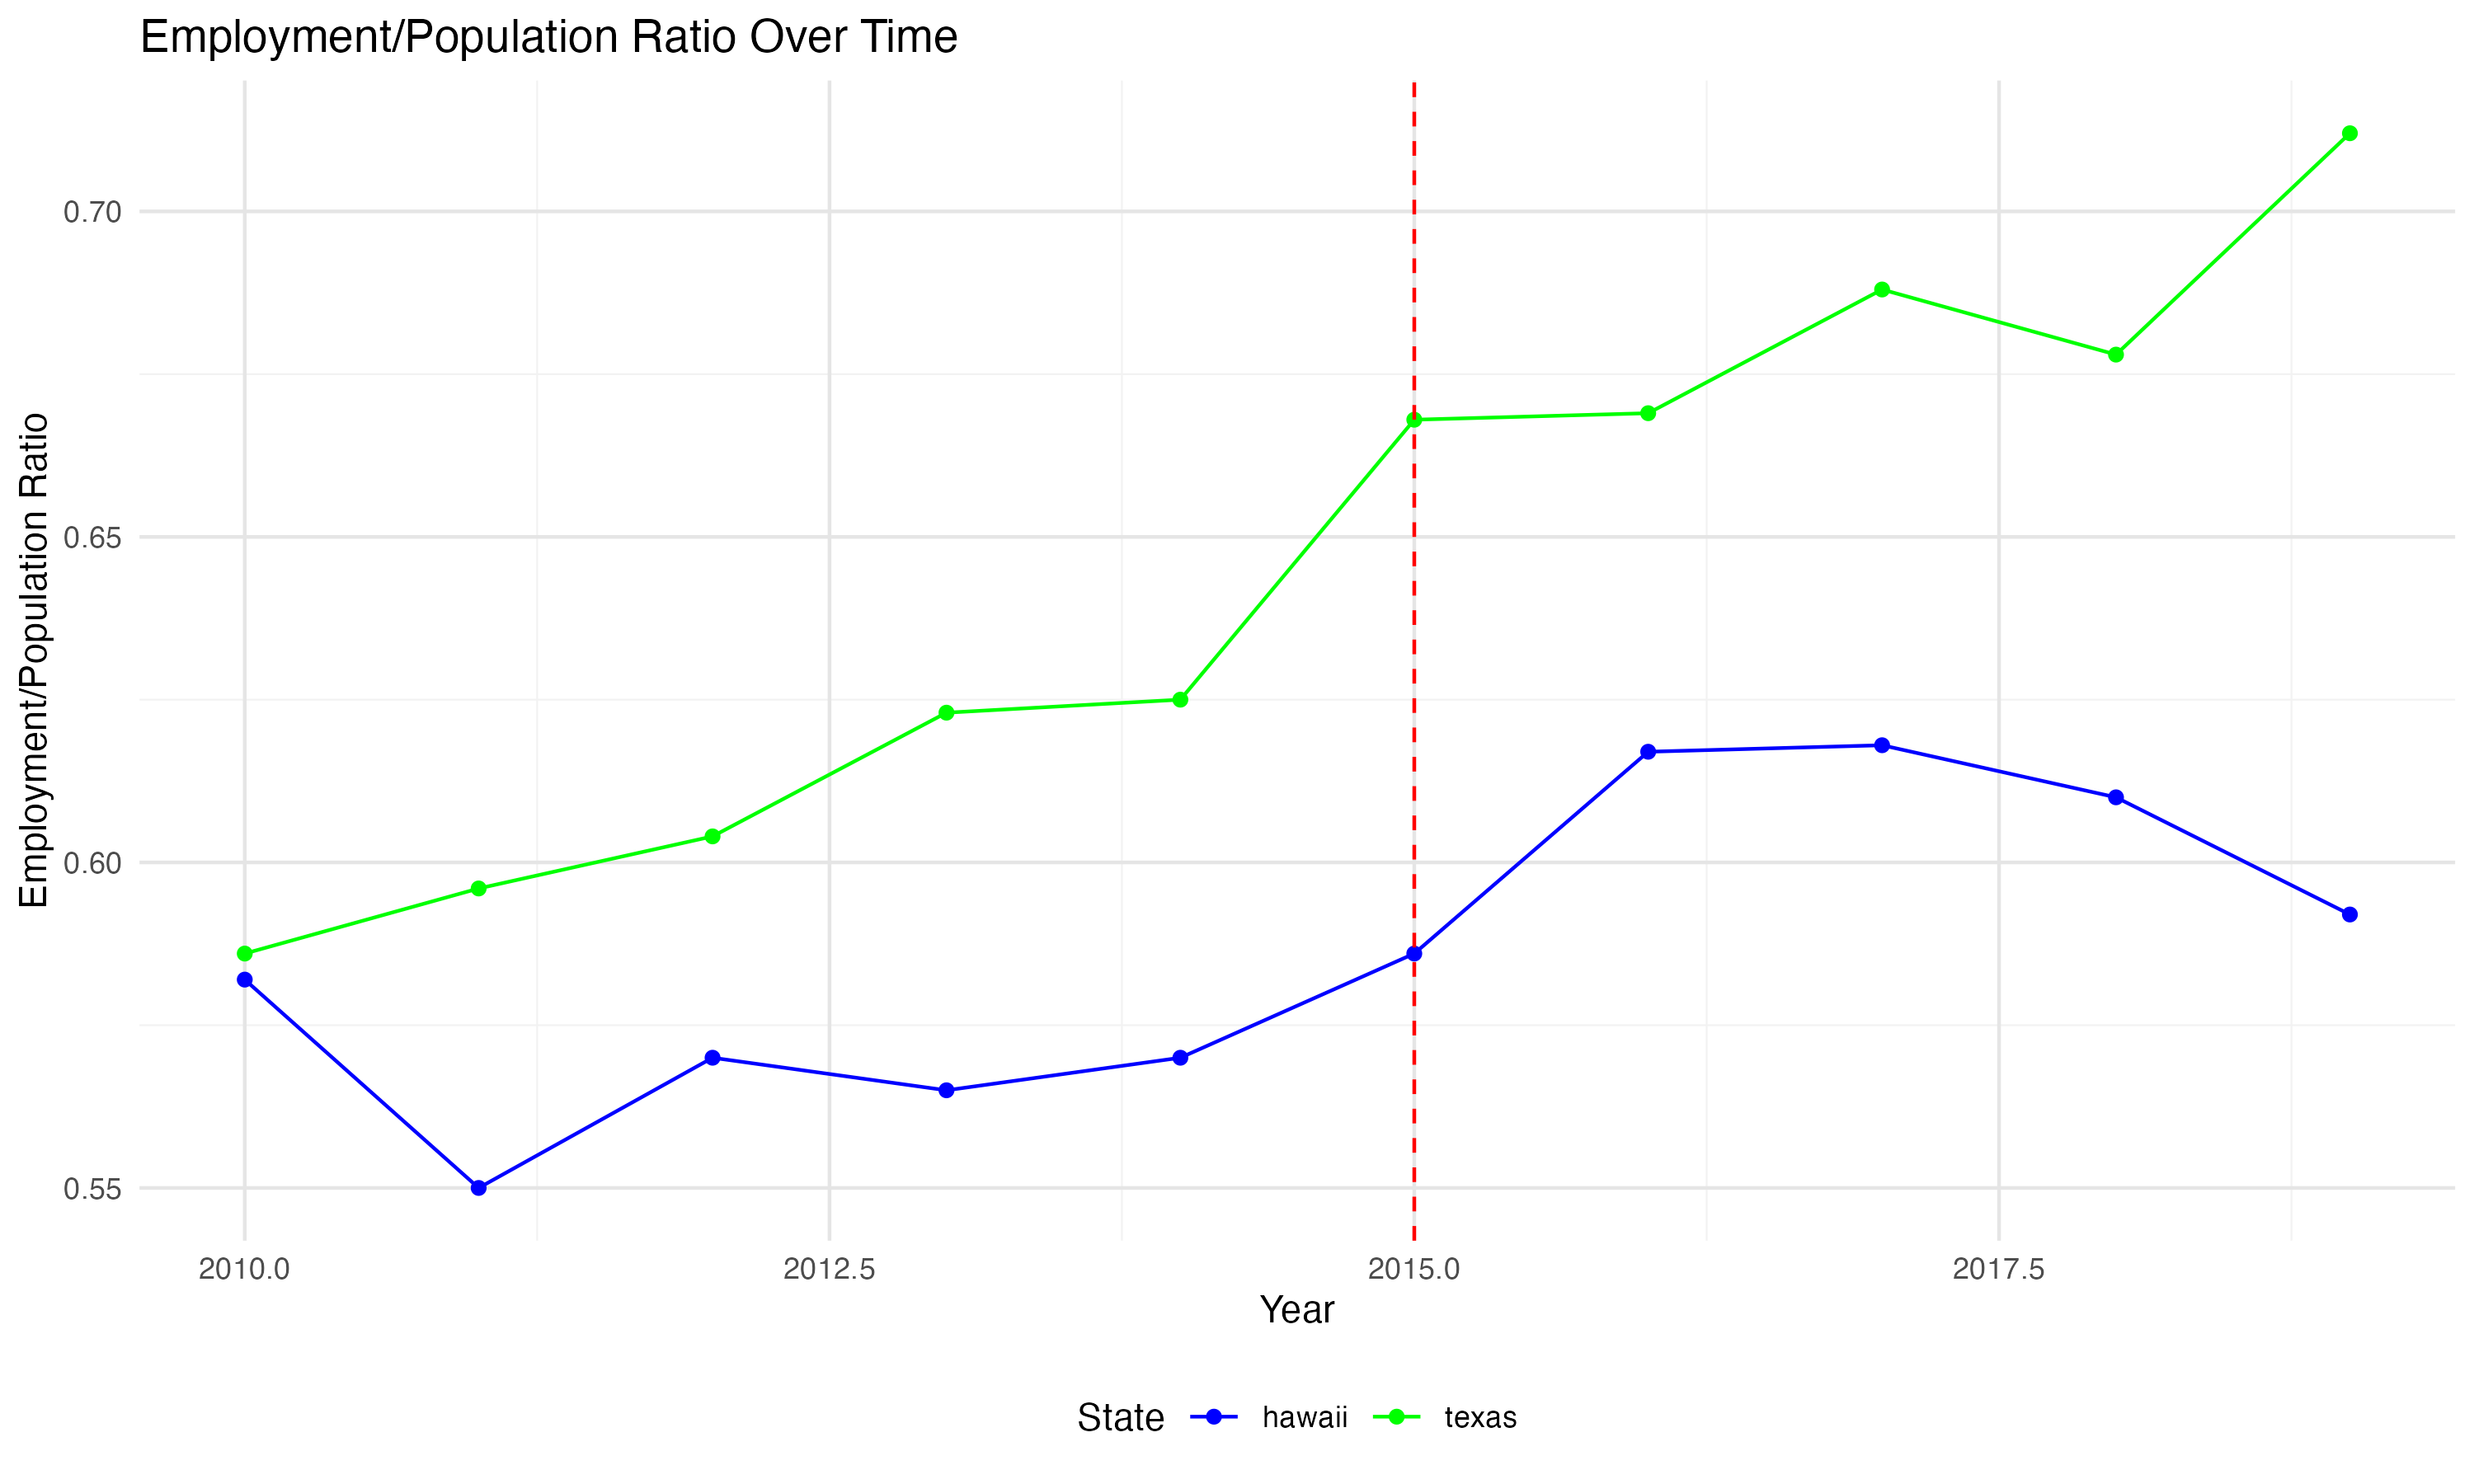 Employment/Population Ratio Over Time
Employment/Population Ratio
0.70
0.65
0.60
0.55
2010.0 2012.5 2015.0 2017.5
Year
State hawaii texas